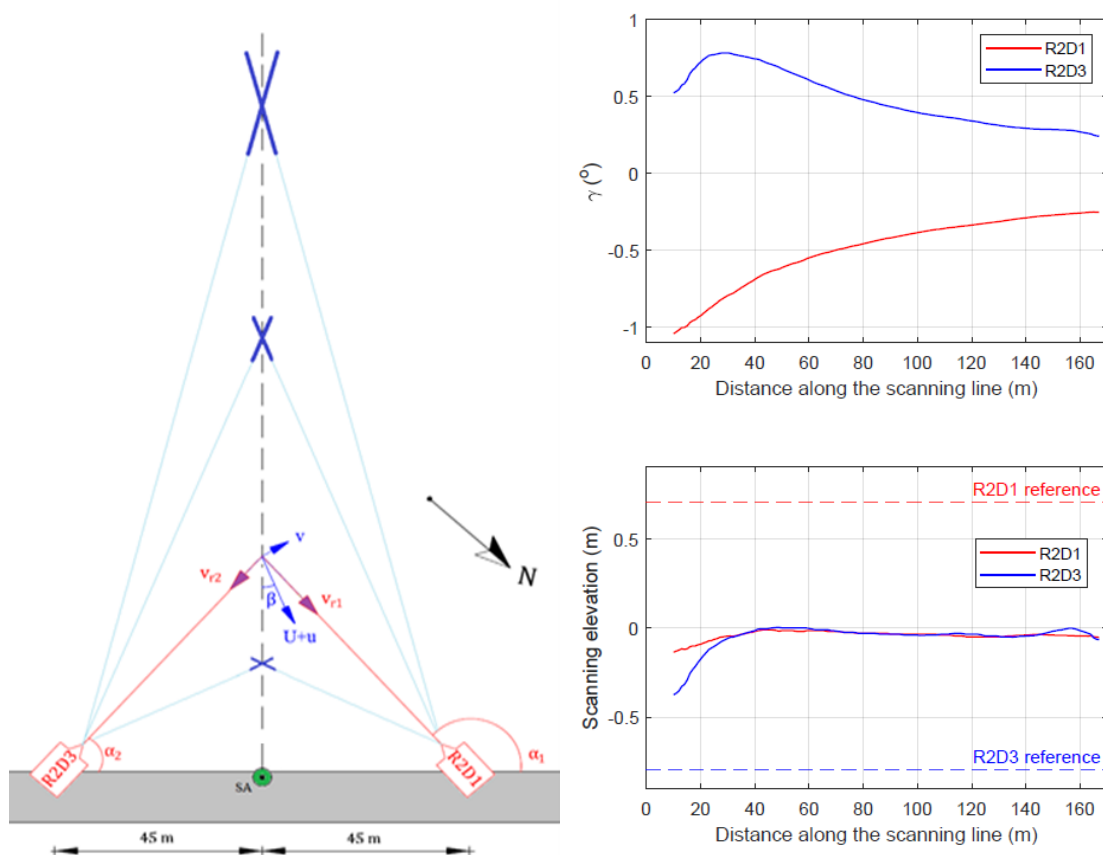 N
v
v_r2
β
v_r1
U+u
R2D3
α₂
SA
R2D1
α₁
45 m
45 m
1
0.5
0
-0.5
-1
γ (°)
R2D1
R2D3
0
20
40
60
80
100
120
140
160
Distance along the scanning line (m)
0.5
0
-0.5
Scanning elevation (m)
R2D1 reference
R2D1
R2D3
R2D3 reference
0
20
40
60
80
100
120
140
160
Distance along the scanning line (m)